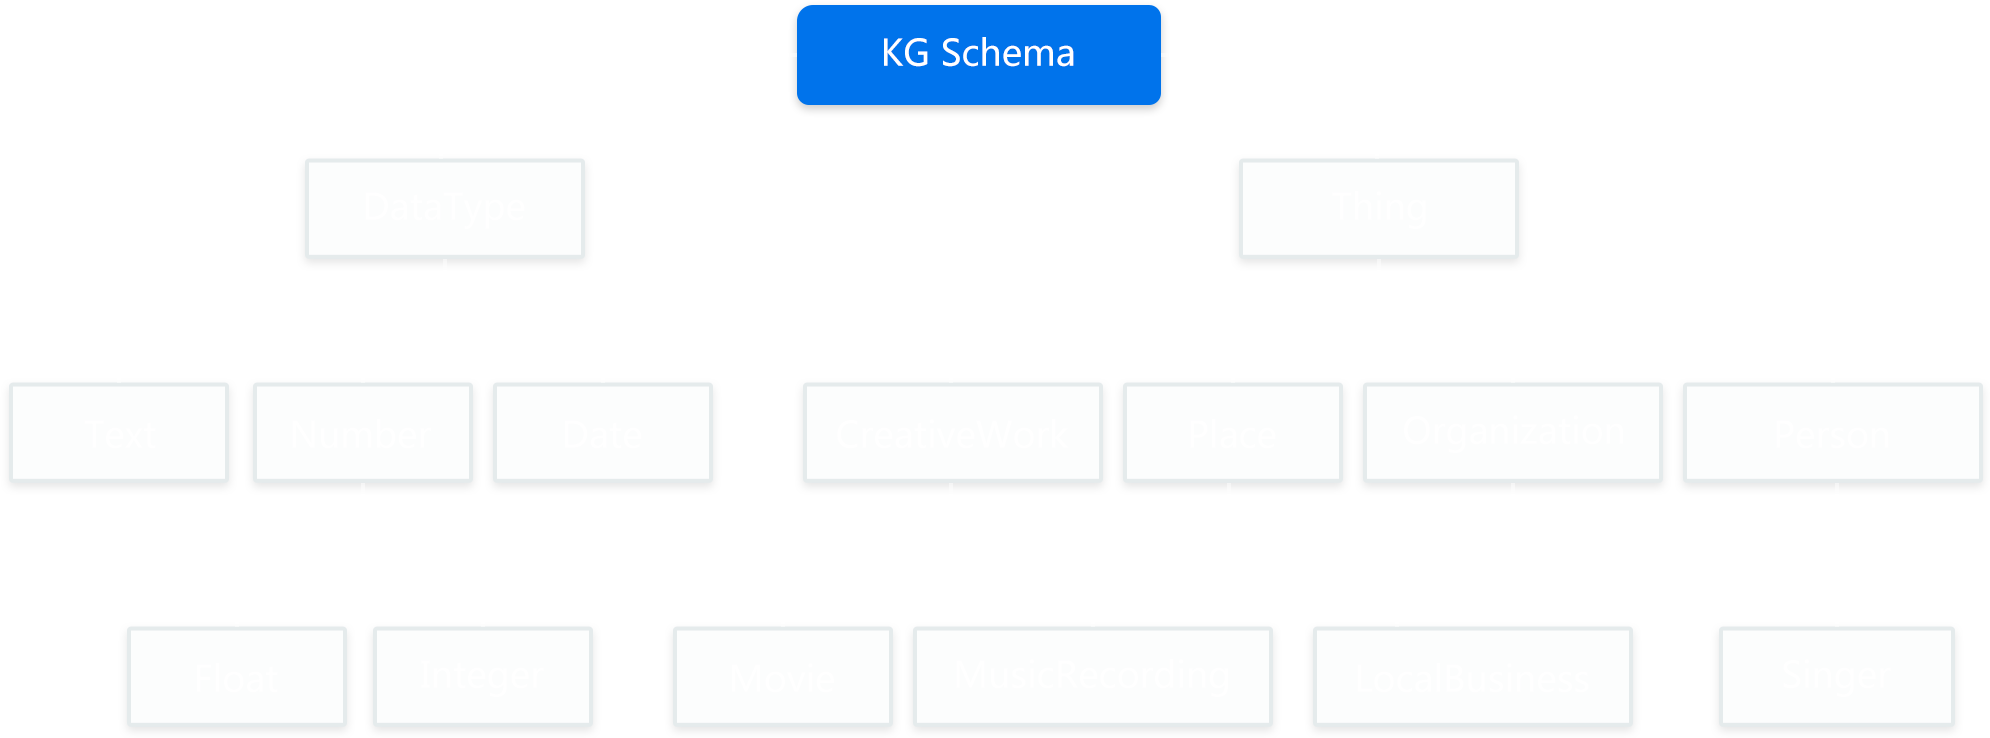 KG Schema
DataType
Thing
Text
Number
Date
CreativeWork
Place
Organization
Person
Float
Integer
Movie
MusicRecording
LocalBusiness
Singer